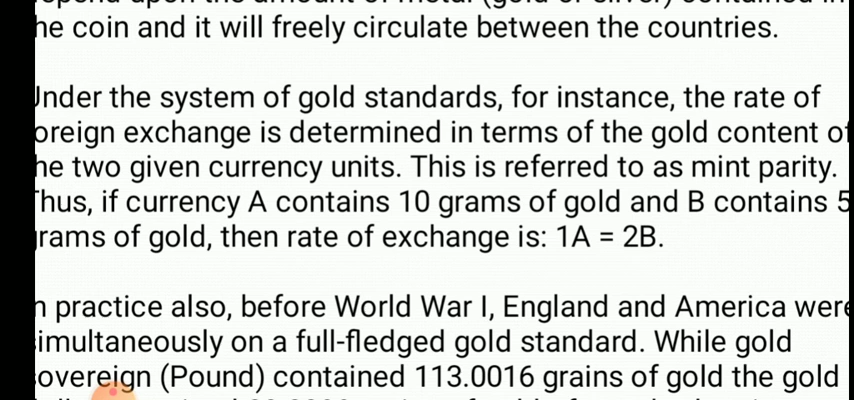 he coin and it will freely circulate between the countries.
Under the system of gold standards, for instance, the rate of
oreign exchange is determined in terms of the gold content of
he two given currency units. This is referred to as mint parity.
Thus, if currency A contains 10 grams of gold and B contains 5
grams of gold, then rate of exchange is: 1A = 2B.
n practice also, before World War I, England and America were
simultaneously on a full-fledged gold standard. While gold
sovereign (Pound) contained 113.0016 grains of gold the gold